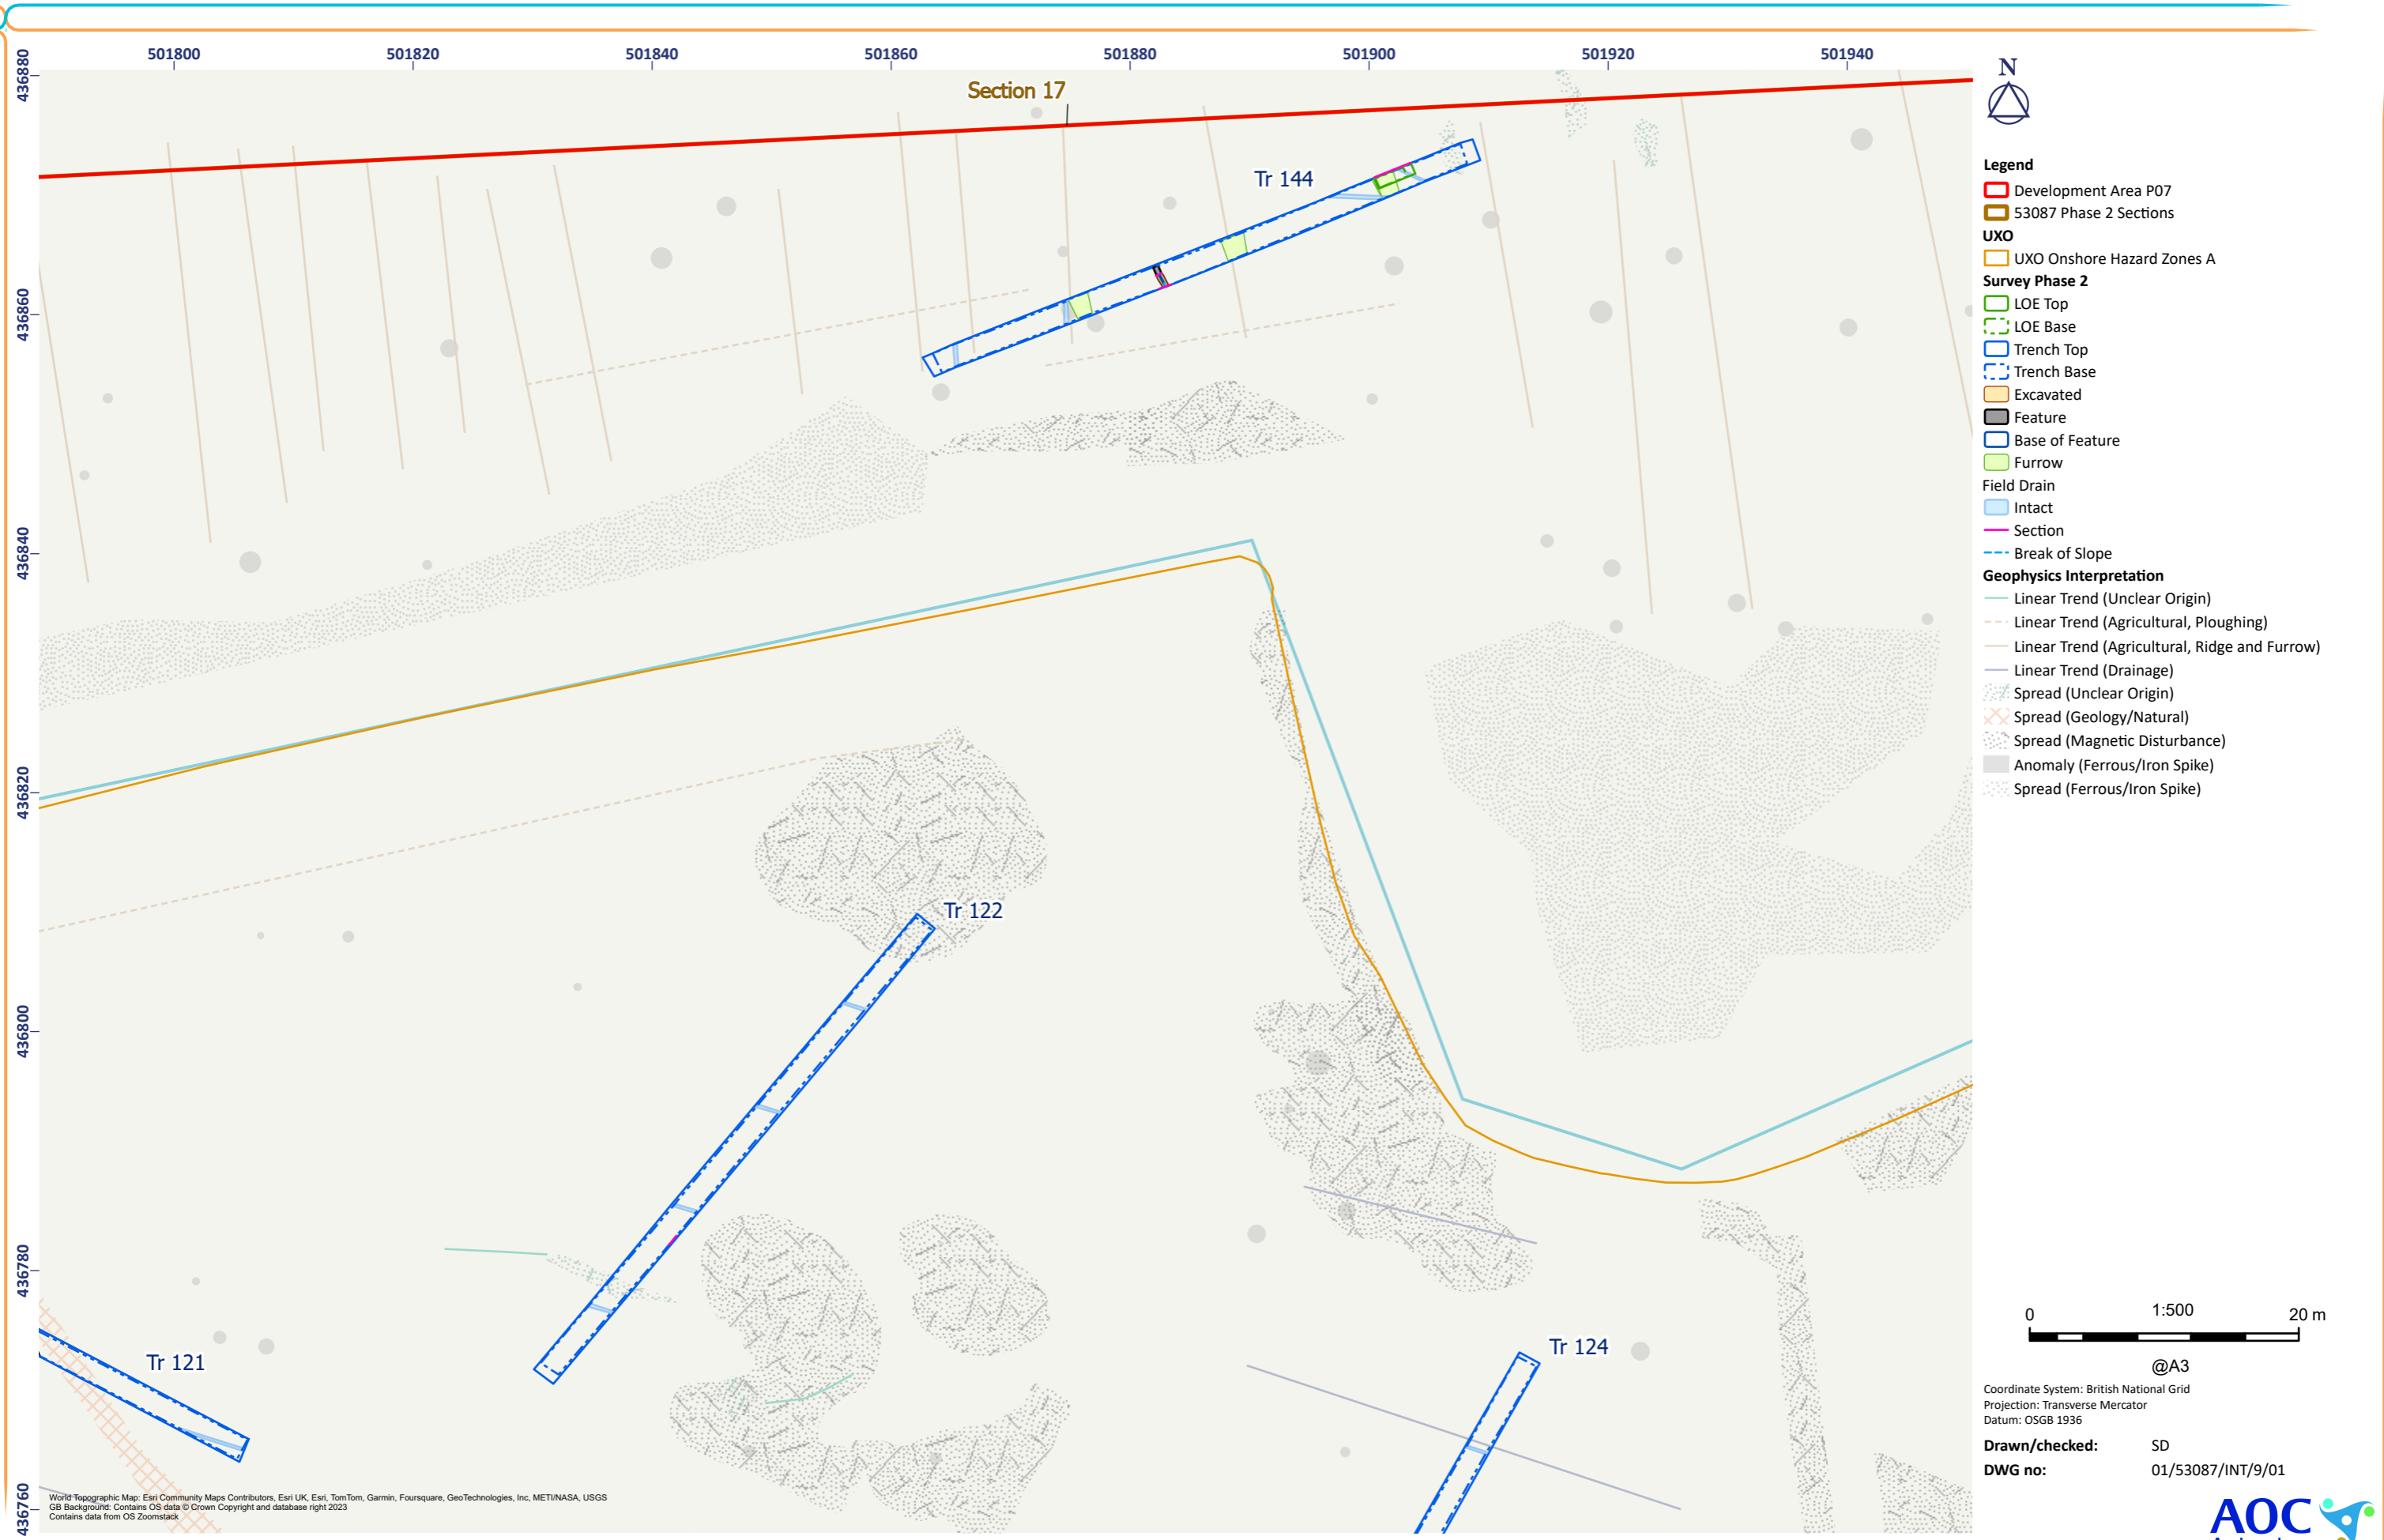 501800 501820 501840 501860 501880 501900 501920 501940
436880
436860
436840
436820
436800
436780
436760
Section 17
Tr 144
Tr 122
Tr 124
Tr 121
World Topographic Map: Esri Community Maps Contributors, Esri UK, Esri, TomTom, Garmin, Foursquare, GeoTechnologies, Inc, METI/NASA, USGS
GB Background: Contains OS data © Crown Copyright and database right 2023
Contains data from OS Zoomstack
N
Legend
Development Area P07
53087 Phase 2 Sections
UXO
UXO Onshore Hazard Zones A
Survey Phase 2
LOE Top
LOE Base
Trench Top
Trench Base
Excavated
Feature
Base of Feature
Furrow
Field Drain
Intact
Section
Break of Slope
Geophysics Interpretation
Linear Trend (Unclear Origin)
Linear Trend (Agricultural, Ploughing)
Linear Trend (Agricultural, Ridge and Furrow)
Linear Trend (Drainage)
Spread (Unclear Origin)
Spread (Geology/Natural)
Spread (Magnetic Disturbance)
Anomaly (Ferrous/Iron Spike)
Spread (Ferrous/Iron Spike)
0 1:500 20 m
@A3
Coordinate System: British National Grid
Projection: Transverse Mercator
Datum: OSGB 1936
Drawn/checked: SD
DWG no: 01/53087/INT/9/01
AOC